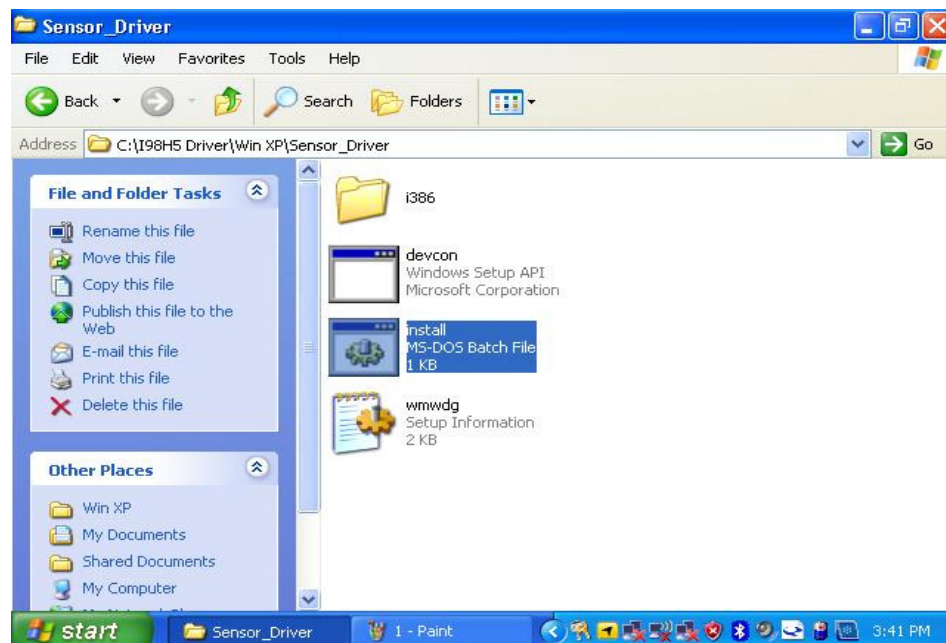 Sensor_Driver
File Edit View Favorites Tools Help
Back Search Folders
Address C:\I98H5 Driver\Win XP\Sensor_Driver Go
File and Folder Tasks
Rename this file
Move this file
Copy this file
Publish this file to the
Web
E-mail this file
Print this file
Delete this file
Other Places
Win XP
My Documents
Shared Documents
My Computer
i386
devcon
Windows Setup API
Microsoft Corporation
install
MS-DOS Batch File
1 KB
wmwdg
Setup Information
2 KB
start Sensor_Driver 1 - Paint 3:41 PM